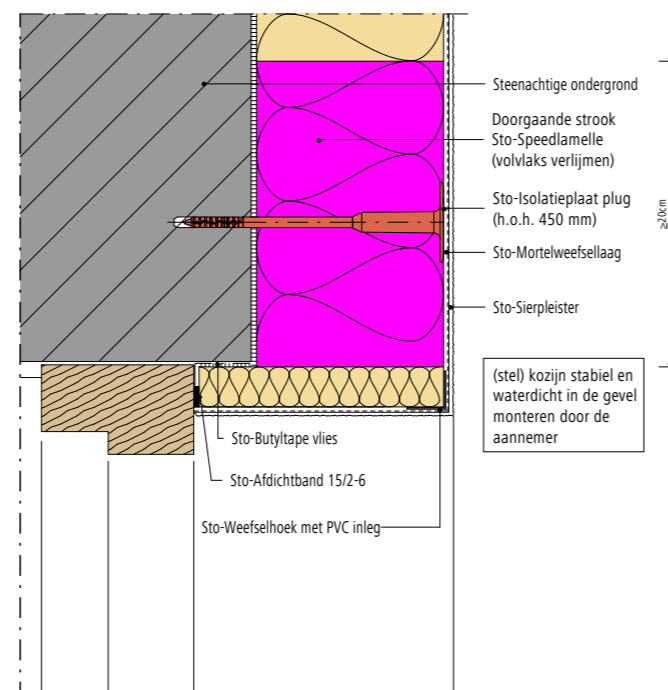 Steenachtige ondergrond
Doorgaande strook
Sto-Speedlamelle
(volvlaks verlijmen)
Sto-Isolatieplaat plug
(h.o.h. 450 mm)
≥20cm
Sto-Mortelweefsellaag
Sto-Sierpleister
(stel) kozijn stabiel en
waterdicht in de gevel
monteren door de
aannemer
Sto-Butyltape vlies
Sto-Afdichtband 15/2-6
Sto-Weefselhoek met PVC inleg